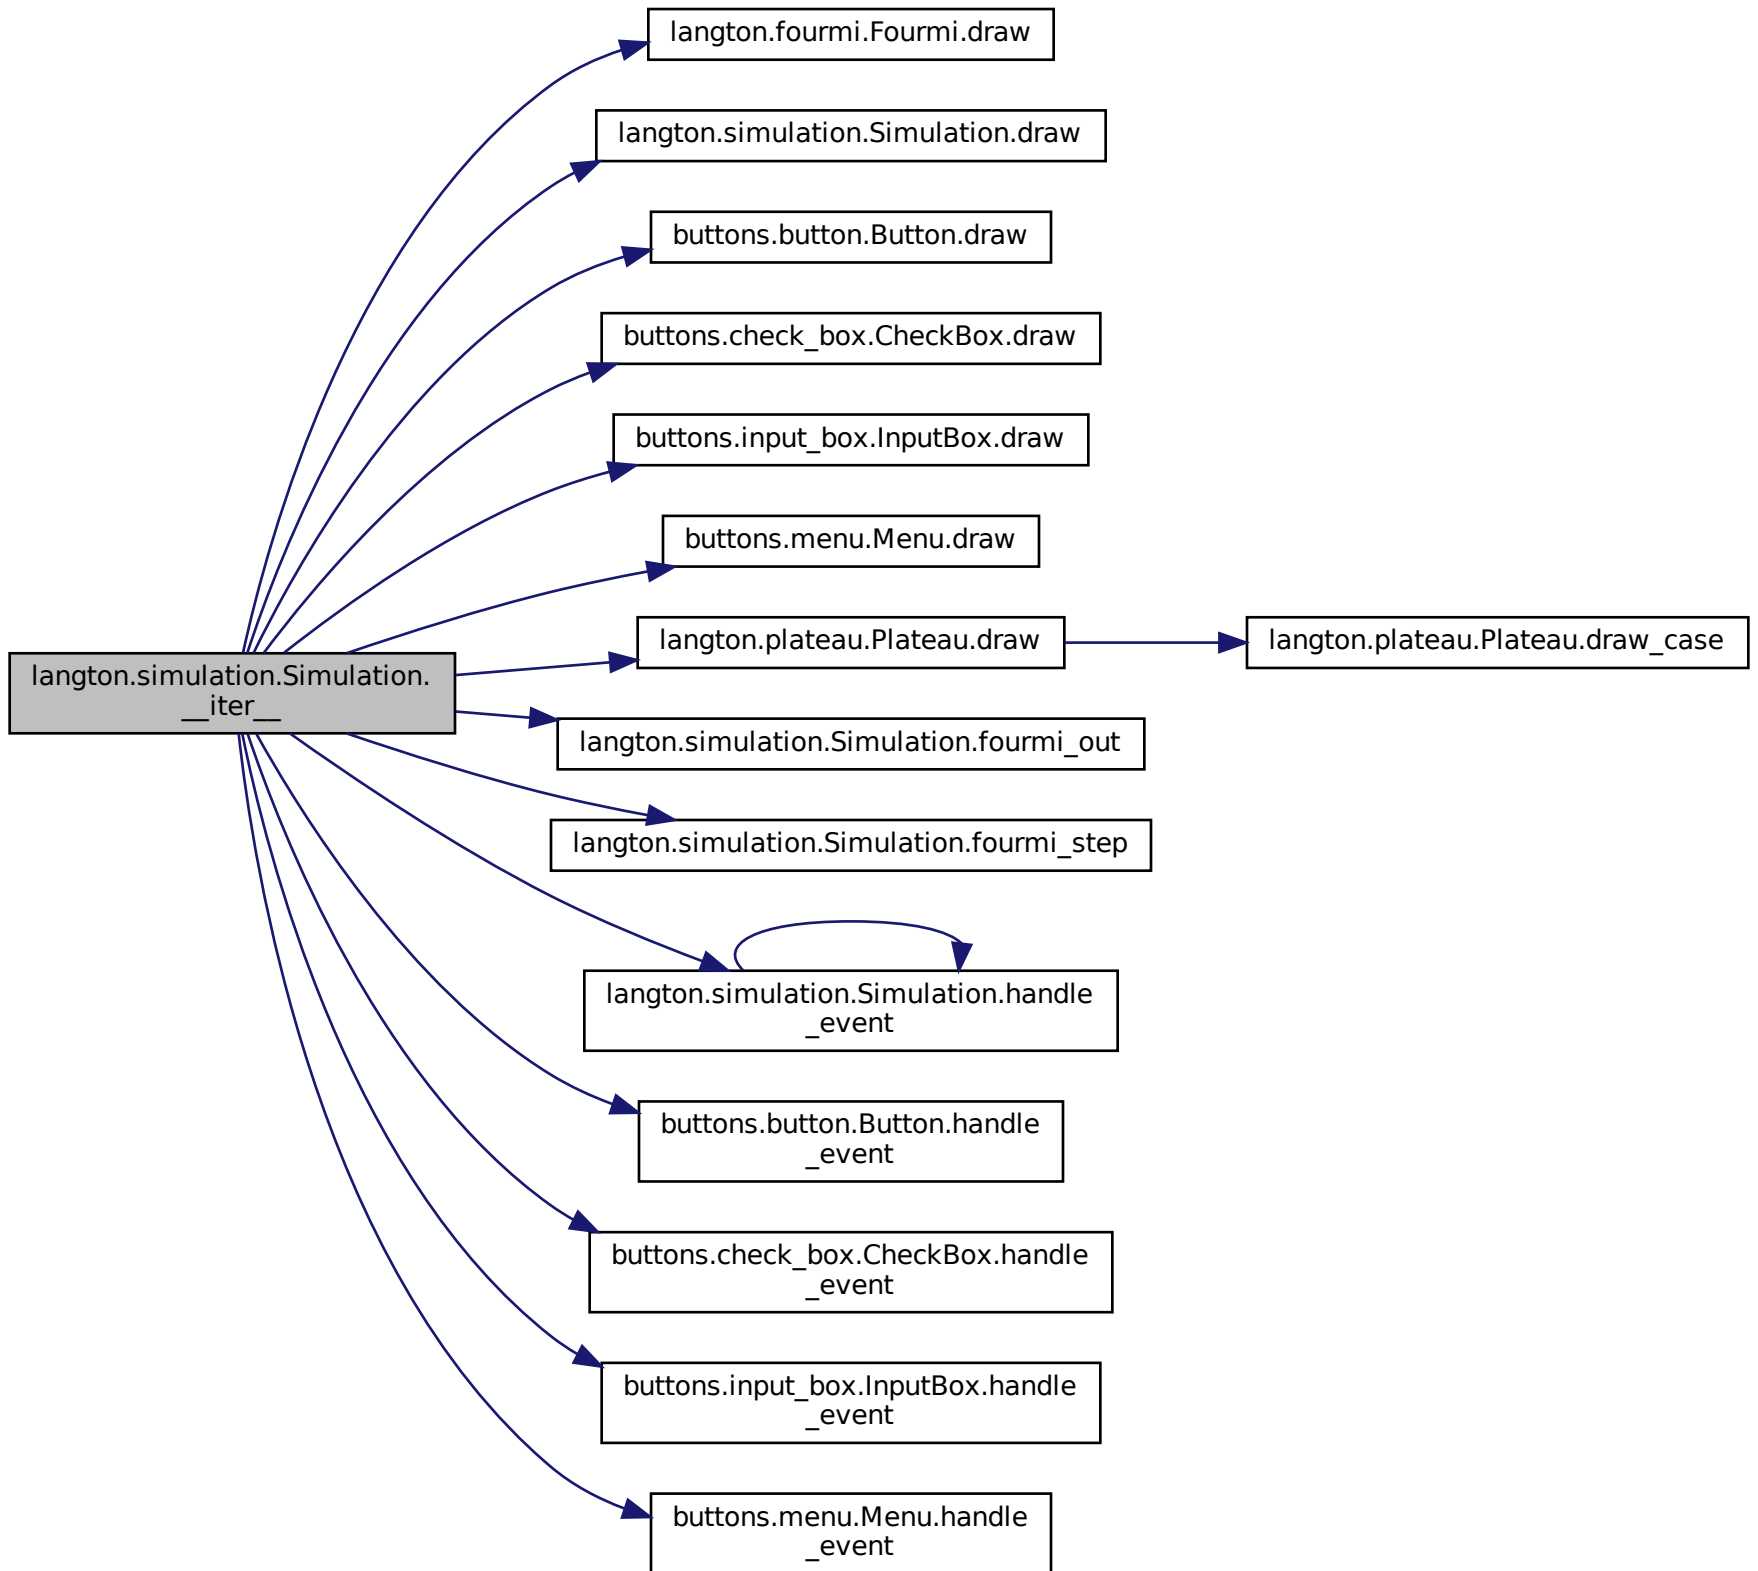 langton.fourmi.Fourmi.draw
langton.simulation.Simulation.draw
buttons.button.Button.draw
buttons.check_box.CheckBox.draw
buttons.input_box.InputBox.draw
buttons.menu.Menu.draw
langton.plateau.Plateau.draw
langton.plateau.Plateau.draw_case
langton.simulation.Simulation.
__iter__
langton.simulation.Simulation.fourmi_out
langton.simulation.Simulation.fourmi_step
langton.simulation.Simulation.handle
_event
buttons.button.Button.handle
_event
buttons.check_box.CheckBox.handle
_event
buttons.input_box.InputBox.handle
_event
buttons.menu.Menu.handle
_event